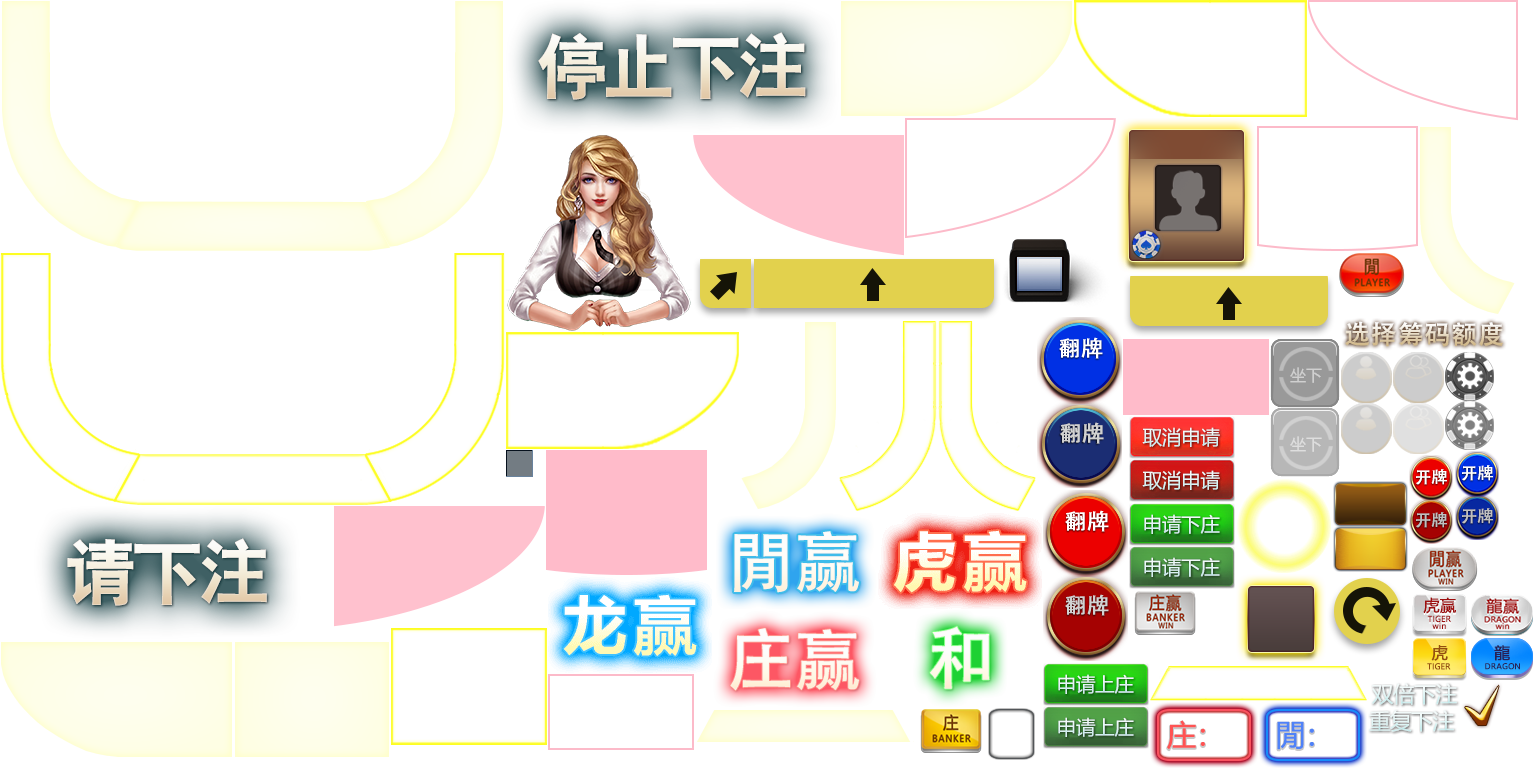 停止下注
閒
PLAYER
选择筹码额度
翻牌
坐下
翻牌
取消申请
坐下
取消申请
开牌
开牌
翻牌
申请下庄
开牌
开牌
请下注
閒赢
虎赢
申请下庄
閒赢
PLAYER
WIN
龙赢
翻牌
庄赢
BANKER
WIN
虎赢
TIGER
win
龍赢
DRAGON
win
庄赢
和
虎
TIGER
龍
DRAGON
申请上庄
双倍下注
庄
BANKER
申请上庄
庄:
閒:
重复下注